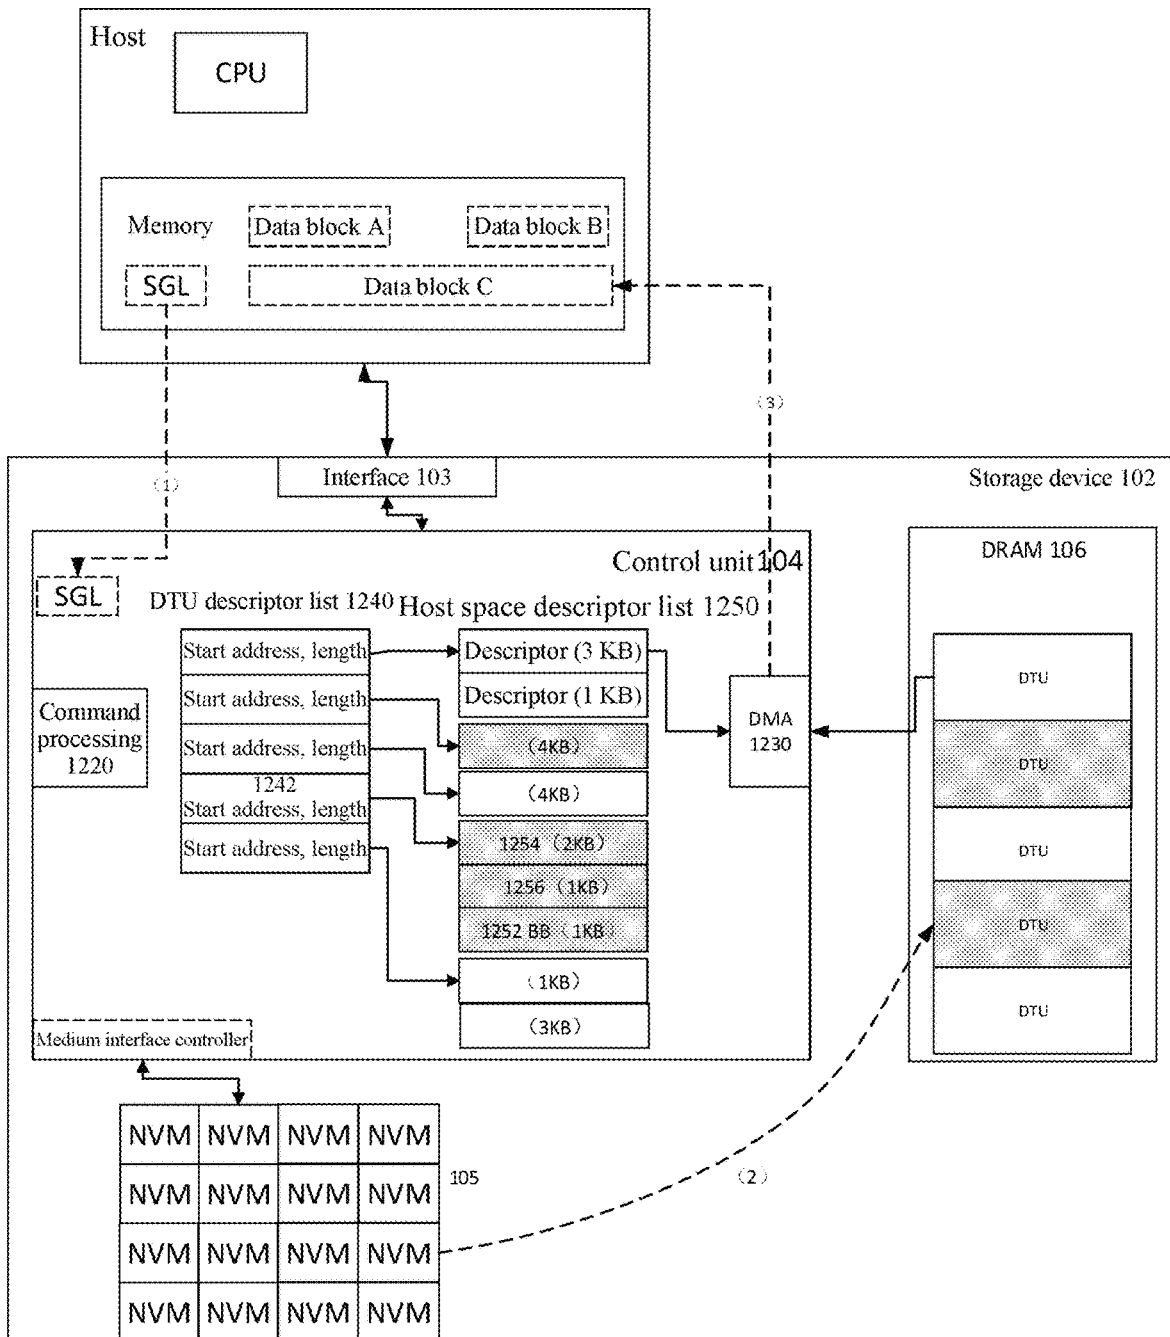 Host
CPU
Memory
Data block A
Data block B
SGL
Data block C
(3)
(1)
Interface 103
Storage device 102
Control unit104
DRAM 106
SGL
DTU descriptor list 1240
Host space descriptor list 1250
Start address, length
Descriptor (3 KB)
DTU
Start address, length
Descriptor (1 KB)
Command
processing
1220
DMA
1230
Start address, length
(4KB)
DTU
1242
Start address, length
(4KB)
Start address, length
1254（2KB）
DTU
1256（1KB）
1252 BB（1KB）
DTU
（1KB）
（3KB）
DTU
Medium interface controller
NVM NVM NVM NVM
NVM NVM NVM NVM
105
（2）
NVM NVM NVM NVM
NVM NVM NVM NVM